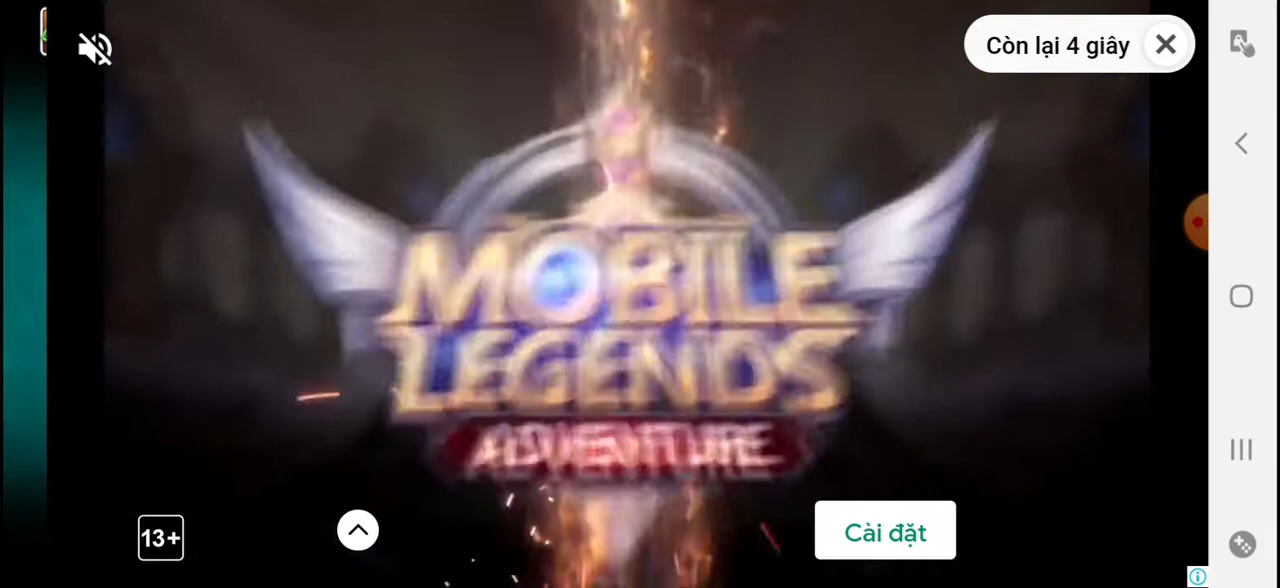 Còn lại 4 giây
MOBILE
LEGENDS
ADVENTURE
13+
Cài đặt